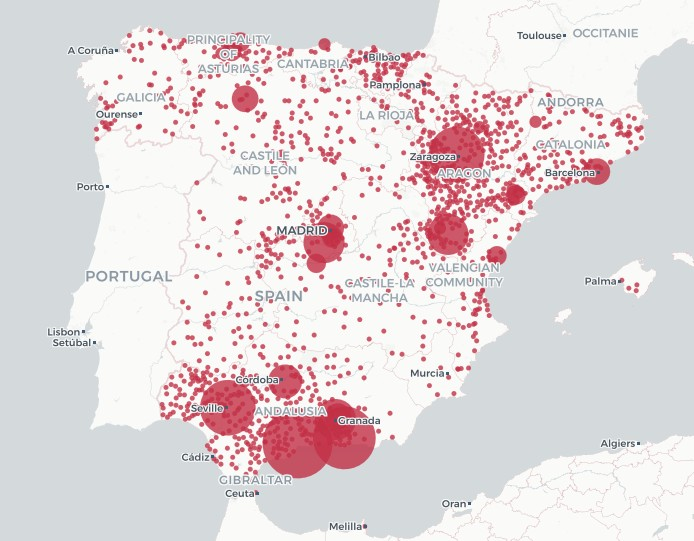 PRINCIPALITY
OF
ASTURIAS
A Coruña
CANTABRIA
Bilbao
Toulouse
OCCITANIE
GALICIA
Ourense
Pamplona
LA RIOJA
ANDORRA
CASTILE
AND LEÓN
Zaragoza
ARAGON
CATALONIA
Barcelona
Porto
MADRID
PORTUGAL
SPAIN
CASTILE-LA
MANCHA
VALENCIAN
COMMUNITY
Palma
Lisbon
Setúbal
Córdoba
Murcia
Seville
ANDALUSIA
Granada
Cádiz
GIBRALTAR
Ceuta
Algiers
Oran
Melilla